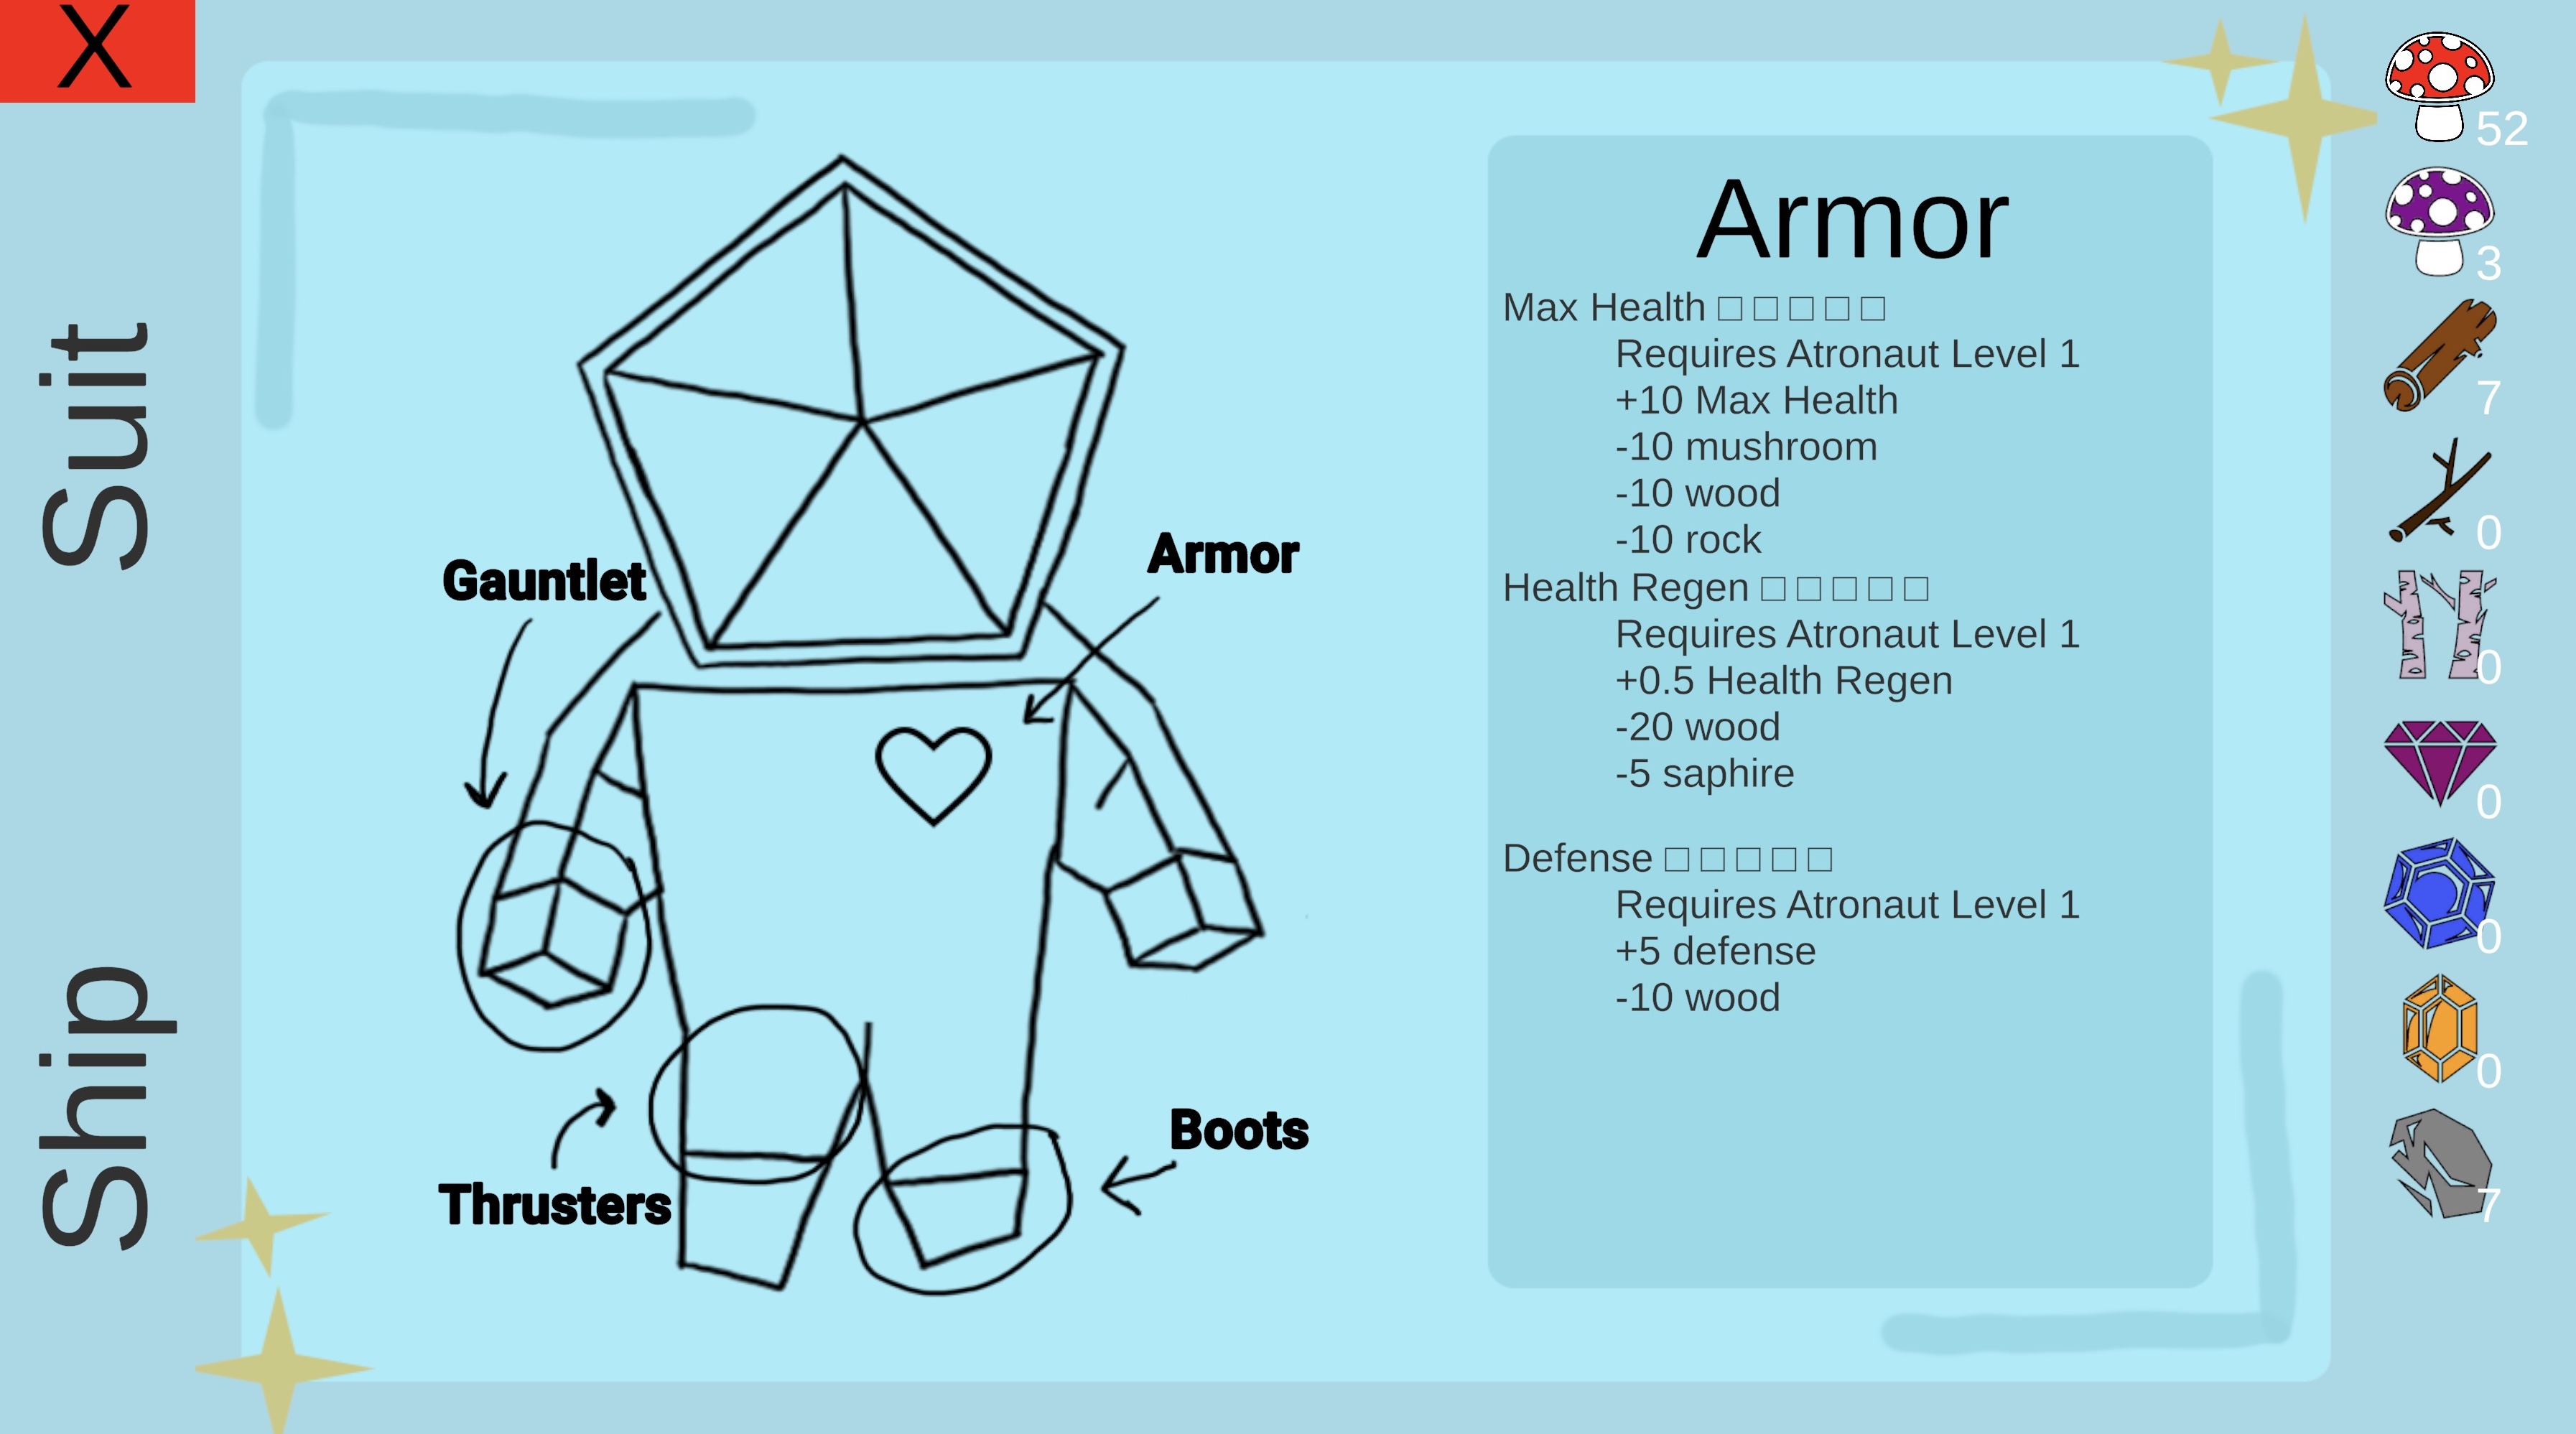 X
Suit
Ship
Gauntlet
Armor
Thrusters
Boots
Armor
Max Health □ □ □ □ □
Requires Atronaut Level 1
+10 Max Health
-10 mushroom
-10 wood
-10 rock
Health Regen □ □ □ □ □
Requires Atronaut Level 1
+0.5 Health Regen
-20 wood
-5 saphire
Defense □ □ □ □ □
Requires Atronaut Level 1
+5 defense
-10 wood
52
3
7
0
0
0
0
0
7